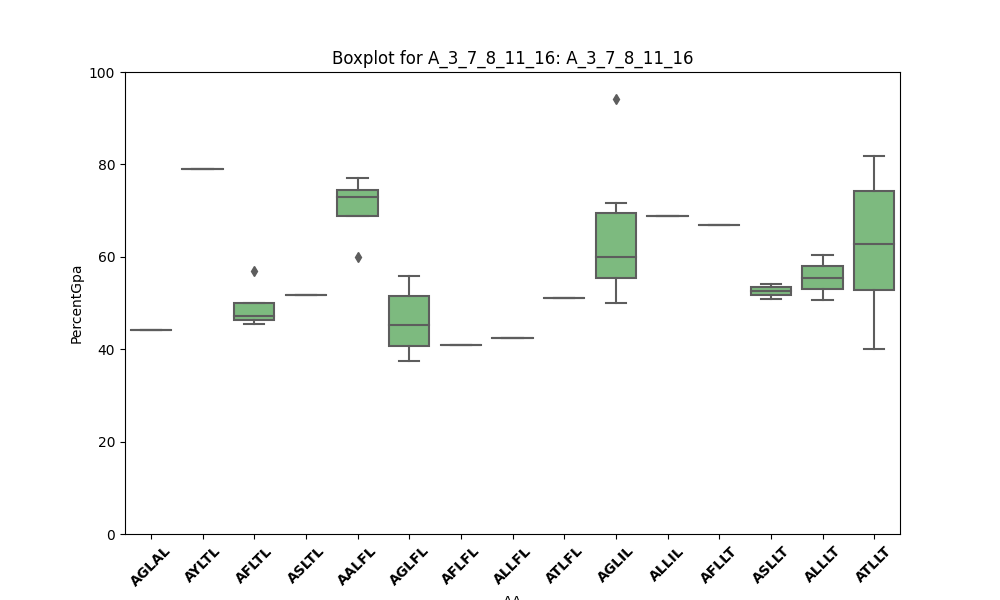 Boxplot for A_3_7_8_11_16: A_3_7_8_11_16
100
80
60
40
20
0
PercentGpa
AGLAL AYLTL AFLTL ASLTL AALFL AGLFL AFLFL ALLFL ATLFL AGLIL ALLIL AFLLT ASLLT ALLLT ATLLT